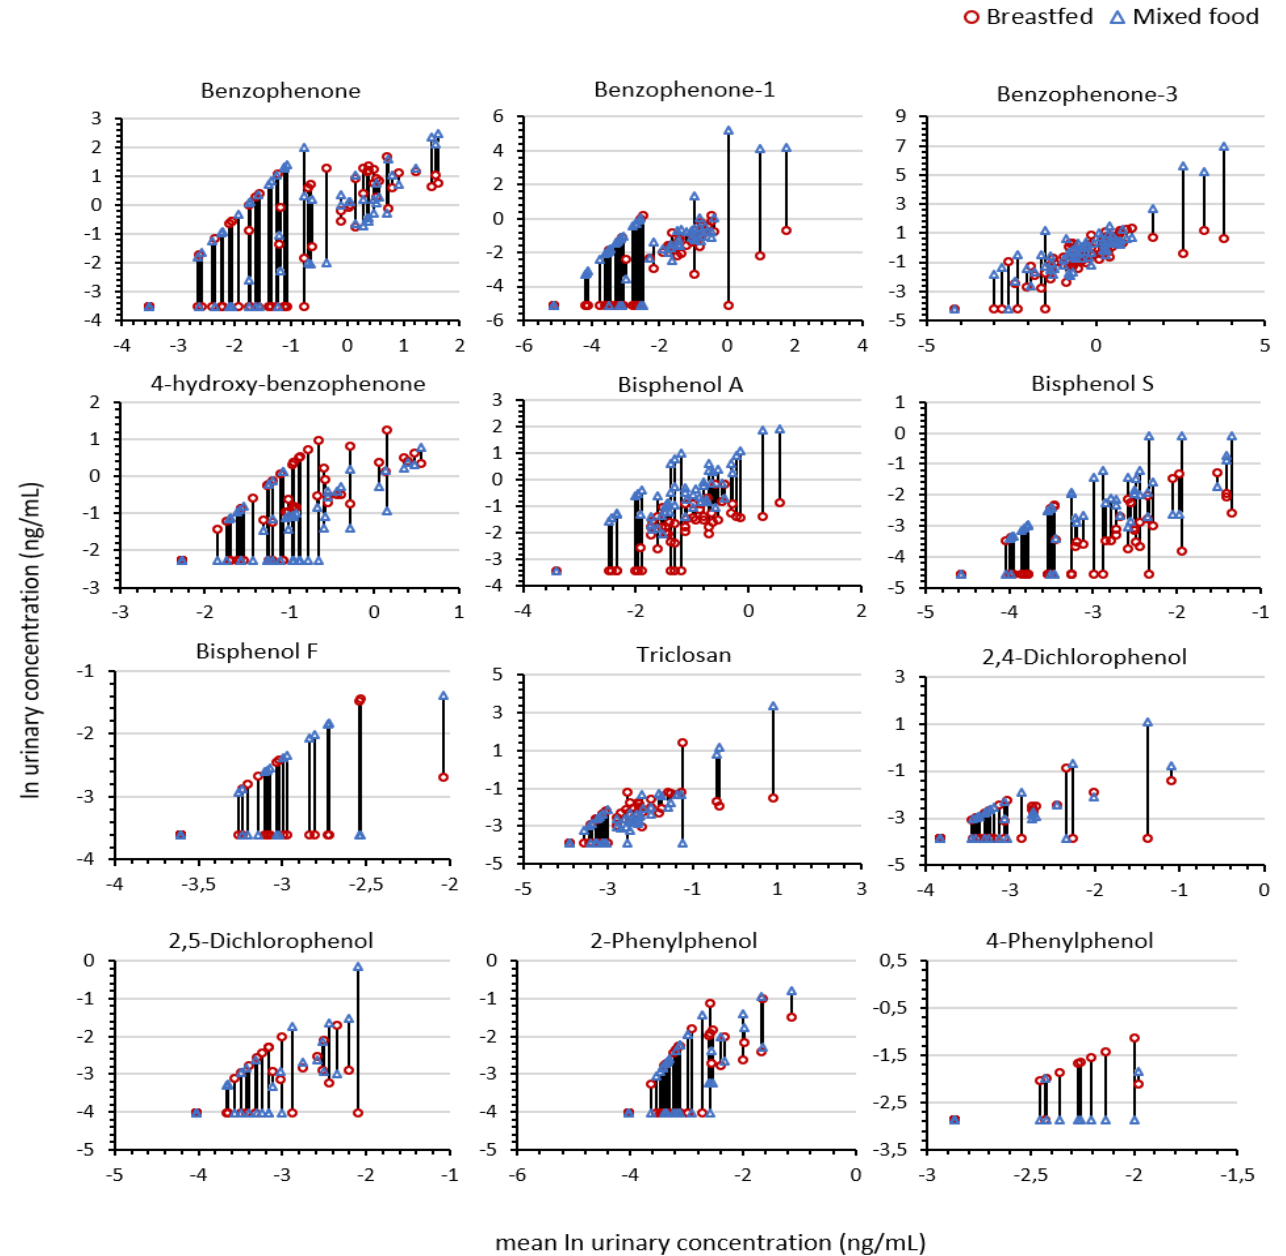 Breastfed Mixed food
Benzophenone Benzophenone-1 Benzophenone-3
3 2 1 0 -1 -2 -3 -4
-4 -3 -2 -1 0 1 2
6 4 2 0 -2 -4 -6
-6 -4 -2 0 2 4
9 7 5 3 1 -1 -3 -5
-5 0 5
4-hydroxy-benzophenone Bisphenol A Bisphenol S
2 1 0 -1 -2 -3
-3 -2 -1 0 1
3 2 1 0 -1 -2 -3 -4
-4 -2 0 2
1 0 -1 -2 -3 -4 -5
-5 -4 -3 -2 -1
Bisphenol F Triclosan 2,4-Dichlorophenol
-1 -2 -3 -4
-4 -3,5 -3 -2,5 -2
5 3 1 -1 -3 -5
-5 -3 -1 1 3
3 1 -1 -3 -5
-4 -3 -2 -1 0
2,5-Dichlorophenol 2-Phenylphenol 4-Phenylphenol
0 -1 -2 -3 -4 -5
-5 -4 -3 -2 -1
0 -1 -2 -3 -4 -5
-6 -4 -2 0
0,5 -0,5 -1,5 -2,5 -3,5
-3 -2,5 -2 -1,5
ln urinary concentration (ng/mL)
mean ln urinary concentration (ng/mL)